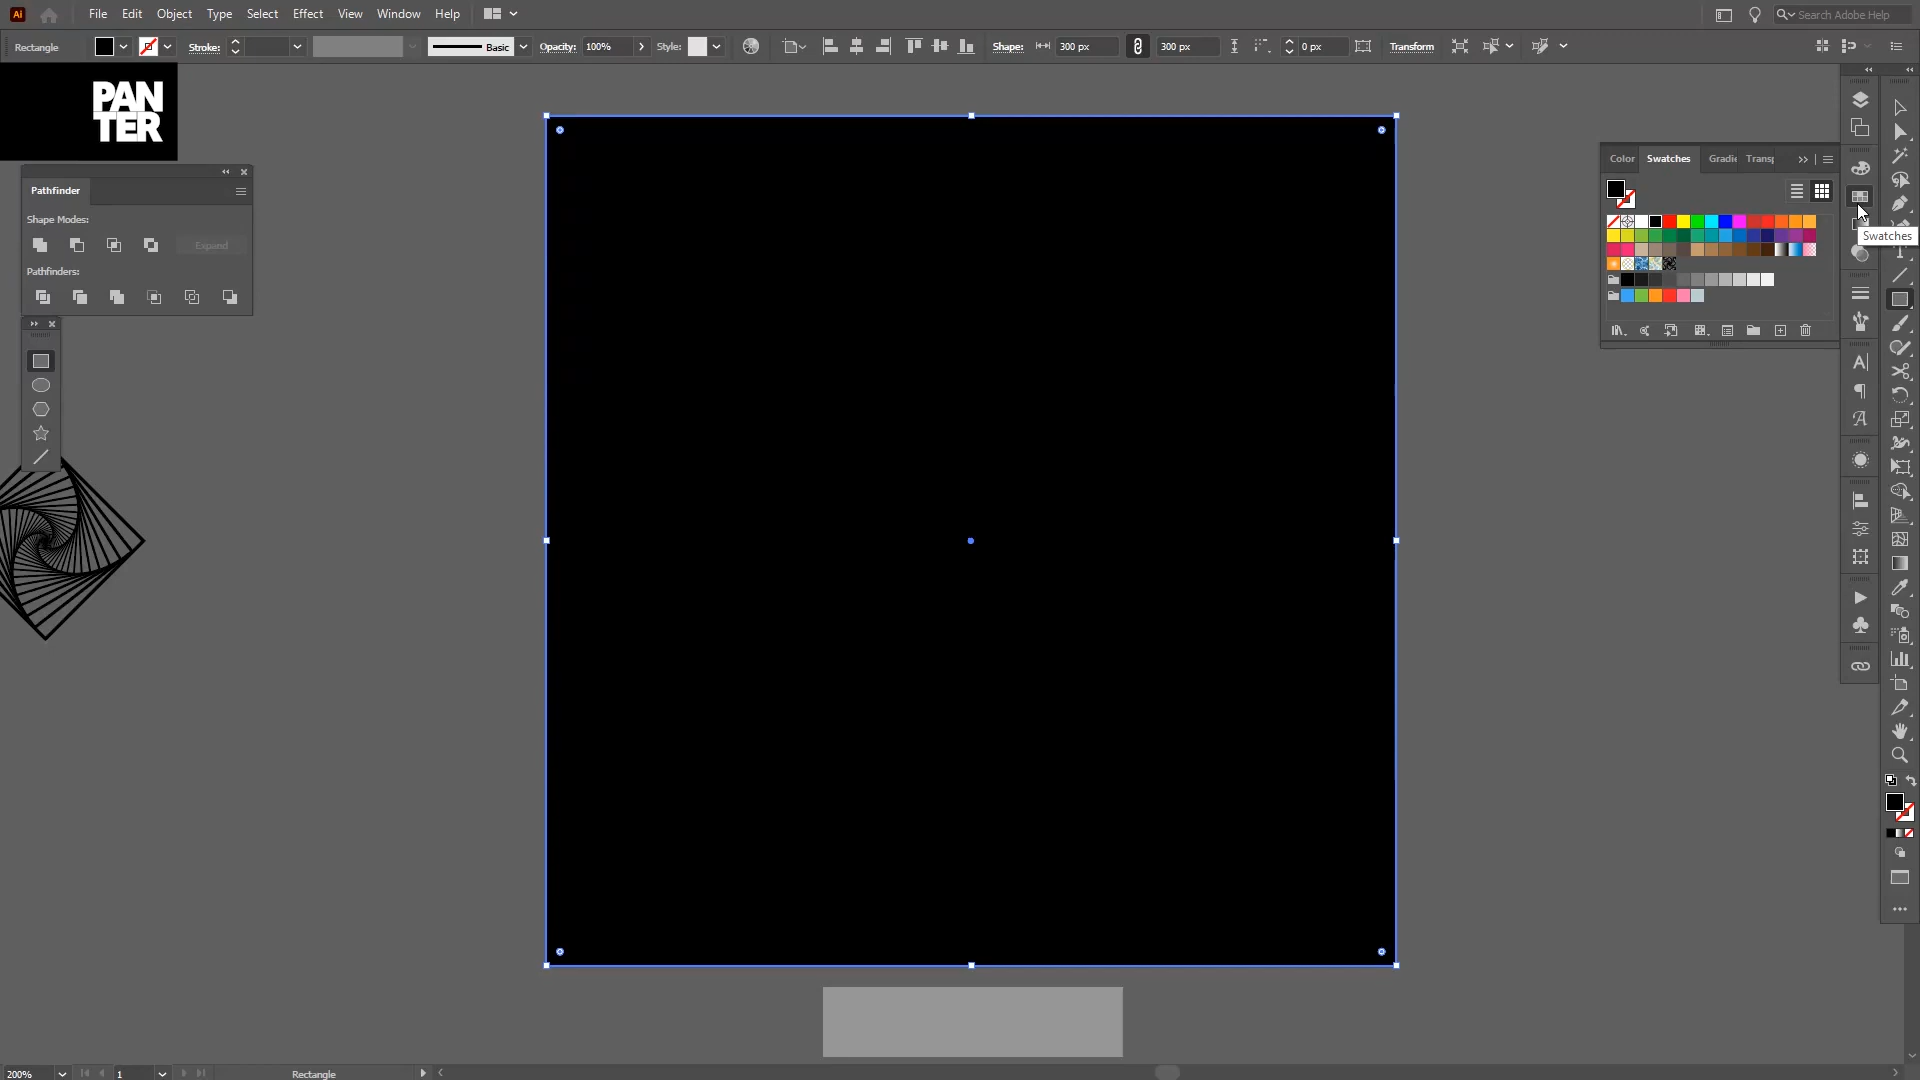 Ai File Edit Object Type Select Effect View Window Help Search Adobe Help
Rectangle Stroke: Basic Opacity: 100% Style: Shape: 300 px 300 px 0 px Transform
PAN
TER
Pathfinder
Shape Modes:
Expand
Pathfinders:
Color Swatches Gradie Transp
Swatches
200% 1 Rectangle